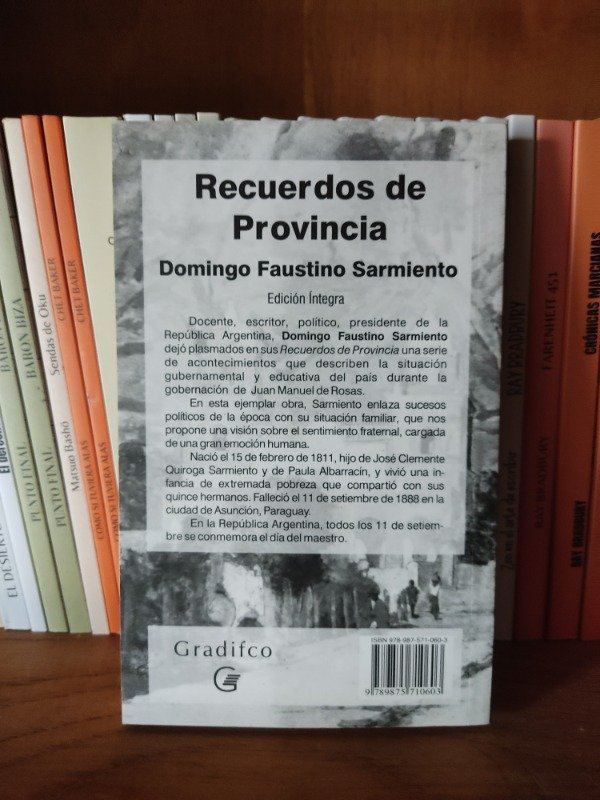 Recuerdos de
Provincia
Domingo Faustino Sarmiento
Edición Íntegra
Docente, escritor, político, presidente de la
República Argentina, Domingo Faustino Sarmiento
dejó plasmados en sus Recuerdos de Provincia una serie
de acontecimientos que describen la situación
gubernamental y educativa del país durante la
gobernación de Juan Manuel de Rosas.
En esta ejemplar obra, Sarmiento enlaza sucesos
políticos de la época con su situación familiar, que nos
propone una visión sobre el sentimiento fraternal, cargada
de una gran emoción humana.
Nació el 15 de febrero de 1811, hijo de José Clemente
Quiroga Sarmiento y de Paula Albarracín, y vivió una in-
fancia de extremada pobreza que compartió con sus
quince hermanos. Falleció el 11 de setiembre de 1888 en la
ciudad de Asunción, Paraguay.
En la República Argentina, todos los 11 de setiem-
bre se conmemora el día del maestro.
Gradifco
G
ISBN 978-987-571-060-3
9 789875 710603
EL DESIERTO
BARON BIZA
PUNTO FINAL
PUNTO FINAL
Sendas de Oku
Matsuo Bashō
CHET BAKER
COMO SI TUVIERA ALAS
CHET BAKER
COMO SI TUVIERA ALAS
RAY BRADBURY
FARENHEIT 451
RAY BRADBURY
CRÓNICAS MARCIANAS
RAY BRADBURY